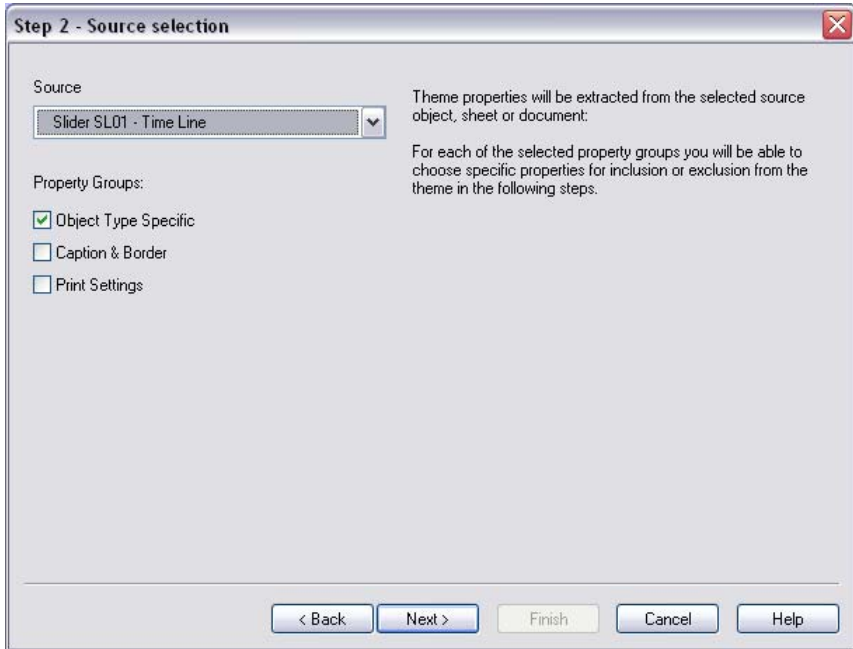 Step 2 - Source selection
Source
Slider SL01 - Time Line
Property Groups:
Object Type Specific
Caption & Border
Print Settings
Theme properties will be extracted from the selected source
object, sheet or document:
For each of the selected property groups you will be able to
choose specific properties for inclusion or exclusion from the
theme in the following steps.
< Back
Next >
Finish
Cancel
Help